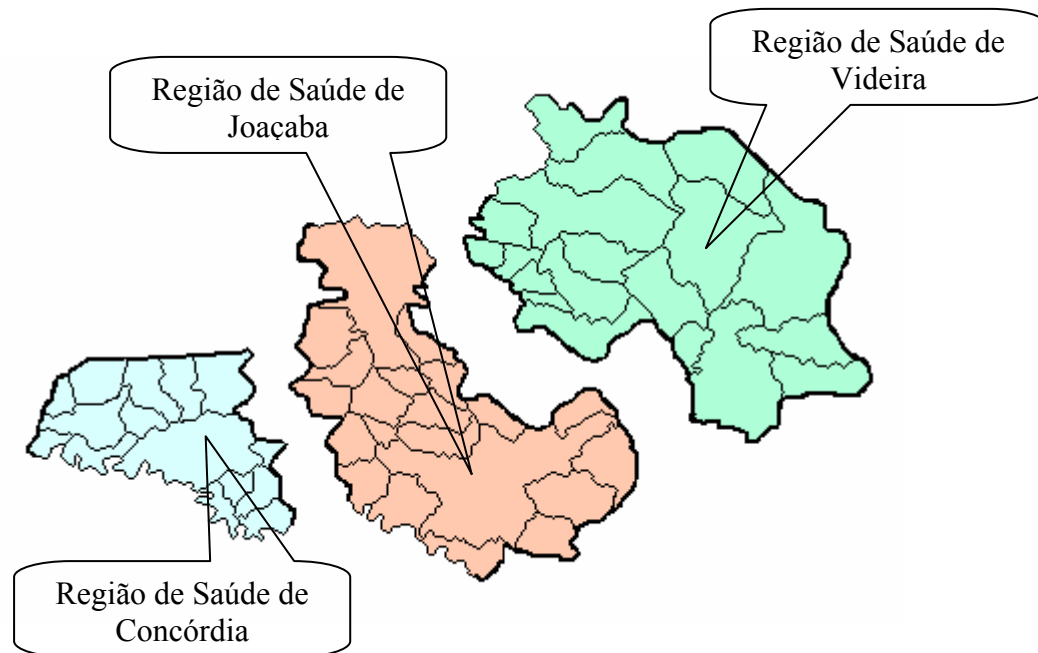 Região de Saúde de
Videira
Região de Saúde de
Joaçaba
Região de Saúde de
Concórdia